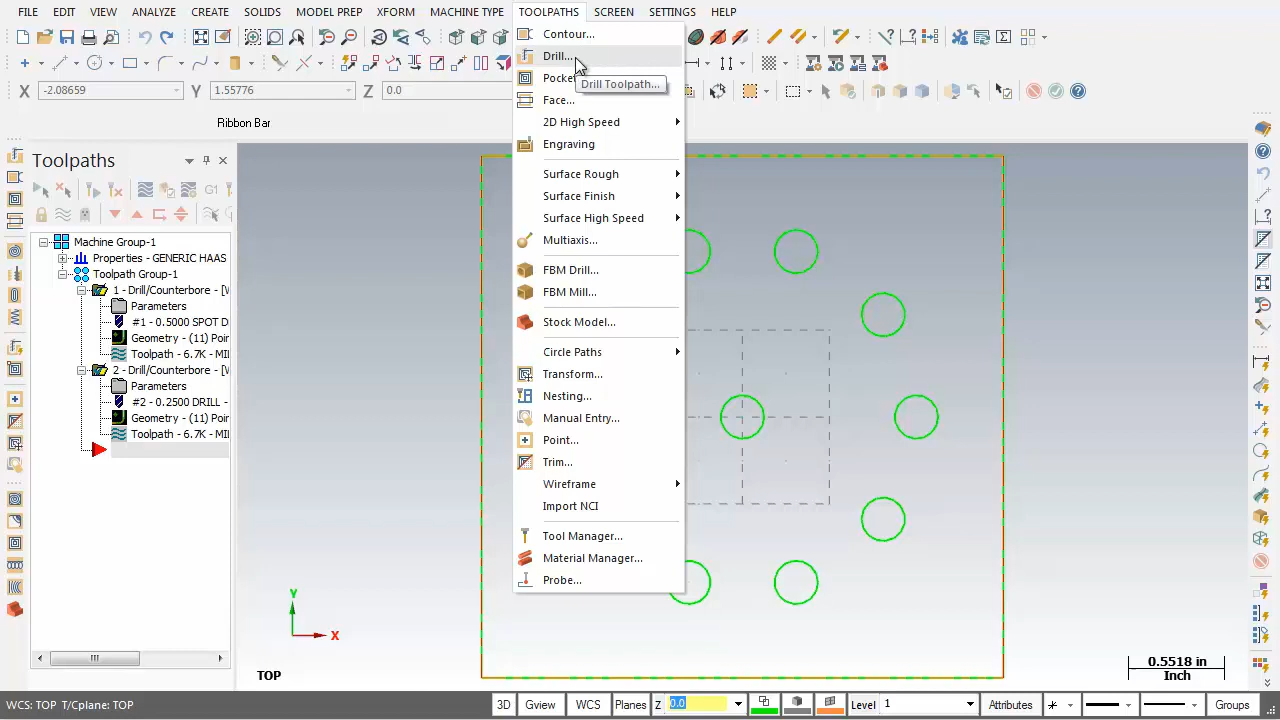 FILE EDIT VIEW ANALYZE CREATE SOLIDS MODEL PREP XFORM MACHINE TYPE TOOLPATHS SCREEN SETTINGS HELP
Contour...
Drill...
Pocket
Drill Toolpath...
Face...
2D High Speed
Engraving
Surface Rough
Surface Finish
Surface High Speed
Multiaxis...
FBM Drill...
FBM Mill...
Stock Model...
Circle Paths
Transform...
Nesting...
Manual Entry...
Point...
Trim...
Wireframe
Import NCI
Tool Manager...
Material Manager...
Probe...
X -2.08659 Y 1.55776 Z 0.0
Ribbon Bar
Toolpaths
G1
Machine Group-1
Properties - GENERIC HAAS
Toolpath Group-1
1 - Drill/Counterbore - [W
Parameters
#1 - 0.5000 SPOT D
Geometry - (11) Poin
Toolpath - 6.7K - MI
2 - Drill/Counterbore - [W
Parameters
#2 - 0.2500 DRILL -
Geometry - (11) Poin
Toolpath - 6.7K - MI
Y
X
TOP
0.5518 in
Inch
WCS: TOP T/Cplane: TOP 3D Gview WCS Planes Z 0.0 Level 1 Attributes Groups